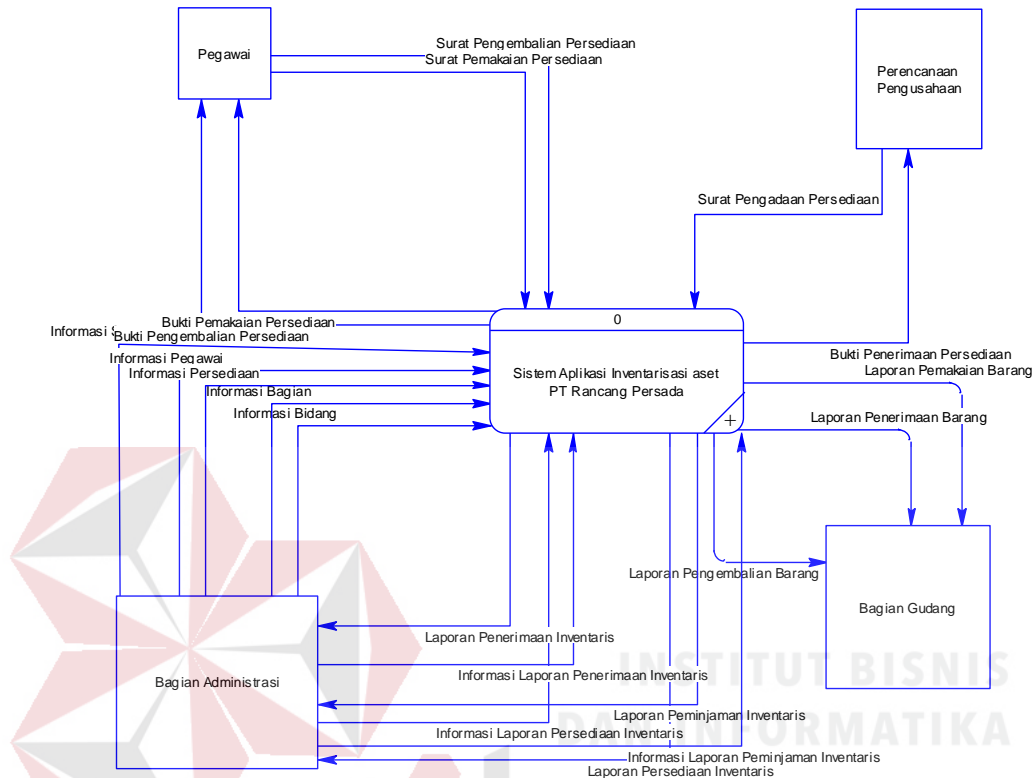 Surat Pengembalian Persediaan
Pegawai
Surat Pemakaian Persediaan
Perencanaan
Pengusahaan
Surat Pengadaan Persediaan
0
Bukti Pemakaian Persediaan
Informasi
Bukti Pengembalian Persediaan
Informasi Pegawai
Informasi Persediaan
Informasi Bagian
Informasi Bidang
Sistem Aplikasi Inventarisasi aset
PT Rancang Persada
+
Bukti Penerimaan Persediaan
Laporan Pemakaian Barang
Laporan Penerimaan Barang
Laporan Pengembalian Barang
Bagian Gudang
Laporan Penerimaan Inventaris
Bagian Administrasi
Informasi Laporan Penerimaan Inventaris
Laporan Peminjaman Inventaris
Informasi Laporan Persediaan Inventaris
Informasi Laporan Peminjaman Inventaris
Laporan Persediaan Inventaris
INSTITUT BISNIS
DAN INFORMATIKA